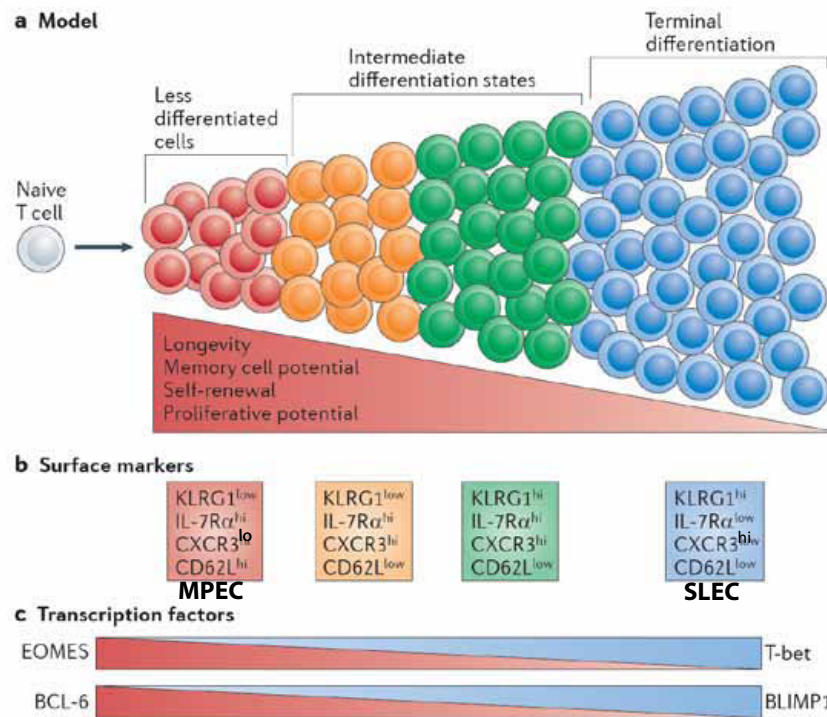 a Model
Terminal
differentiation
Intermediate
differentiation states
Less
differentiated
cells
Naive
T cell
Longevity
Memory cell potential
Self-renewal
Proliferative potential
b Surface markers
KLRG1low
IL-7Rαhi
CXCR3lo
CD62Lhi
MPEC
KLRG1low
IL-7Rαhi
CXCR3hi
CD62Llow
KLRG1hi
IL-7Rαhi
CXCR3hi
CD62Llow
KLRG1hi
IL-7Rαlow
CXCR3hi
CD62Llow
SLEC
c Transcription factors
EOMES
T-bet
BCL-6
BLIMP1